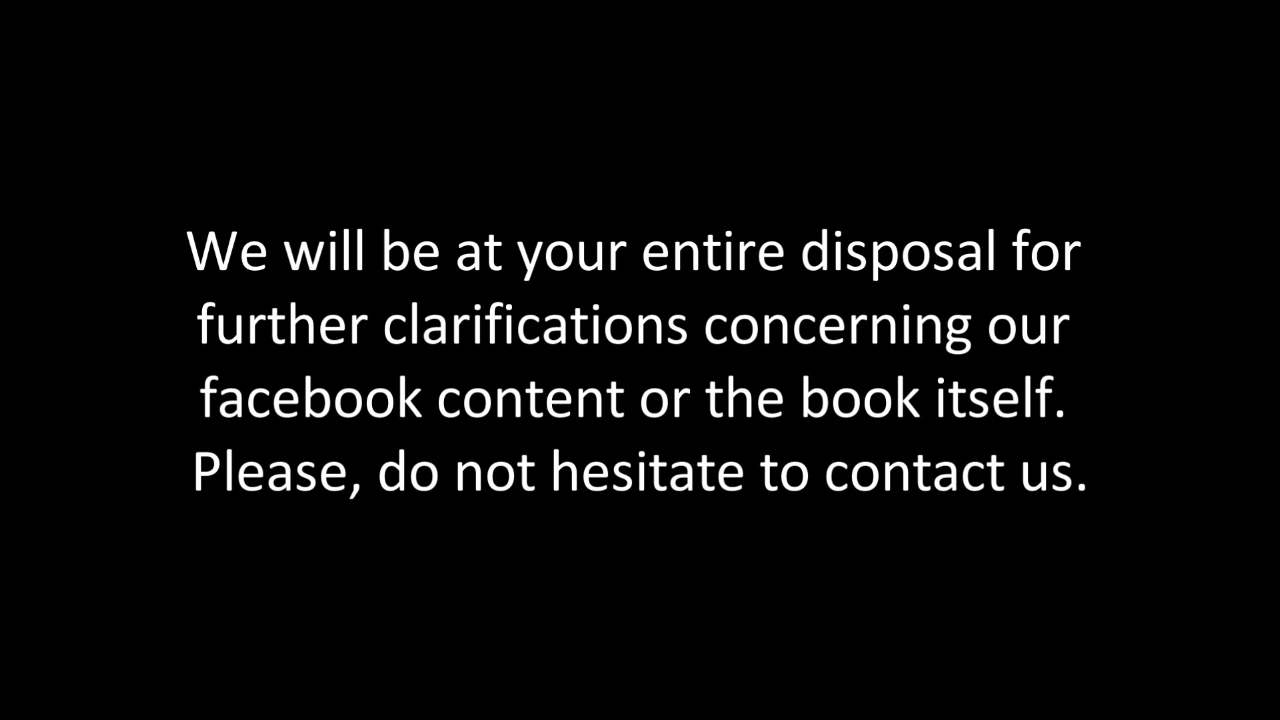 We will be at your entire disposal for
further clarifications concerning our
facebook content or the book itself.
Please, do not hesitate to contact us.